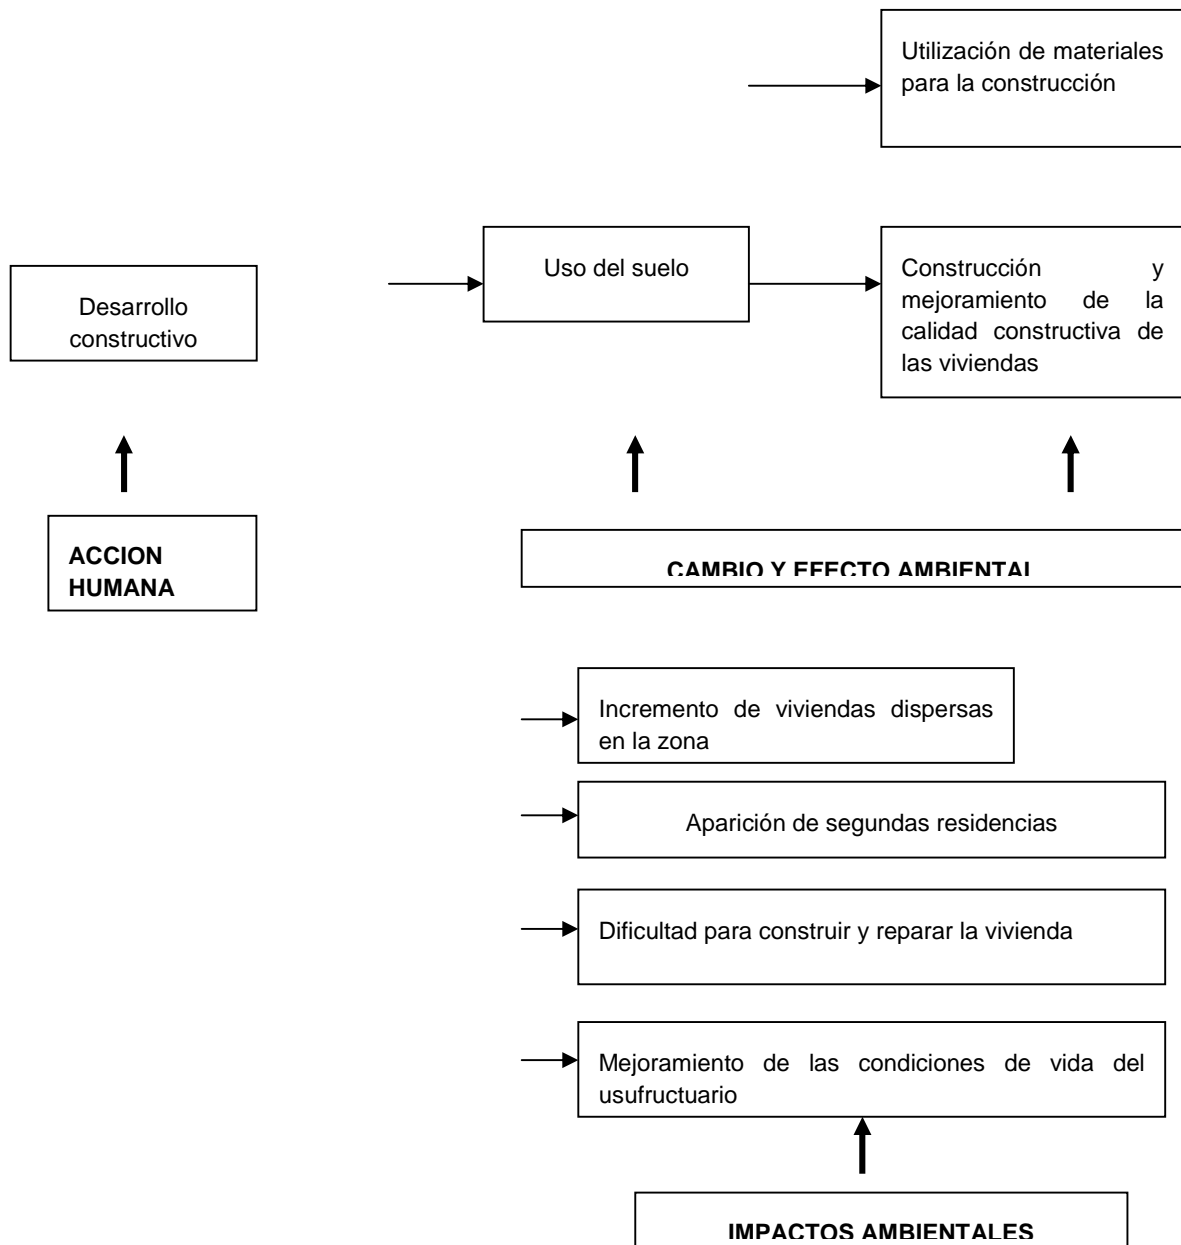 Utilización de materiales
para la construcción
Uso del suelo
Construcción y
mejoramiento de la
calidad constructiva de
las viviendas
Desarrollo
constructivo
ACCION
HUMANA
CAMBIO Y EFECTO AMBIENTAL
Incremento de viviendas dispersas
en la zona
Aparición de segundas residencias
Dificultad para construir y reparar la vivienda
Mejoramiento de las condiciones de vida del
usufructuario
IMPACTOS AMBIENTALES